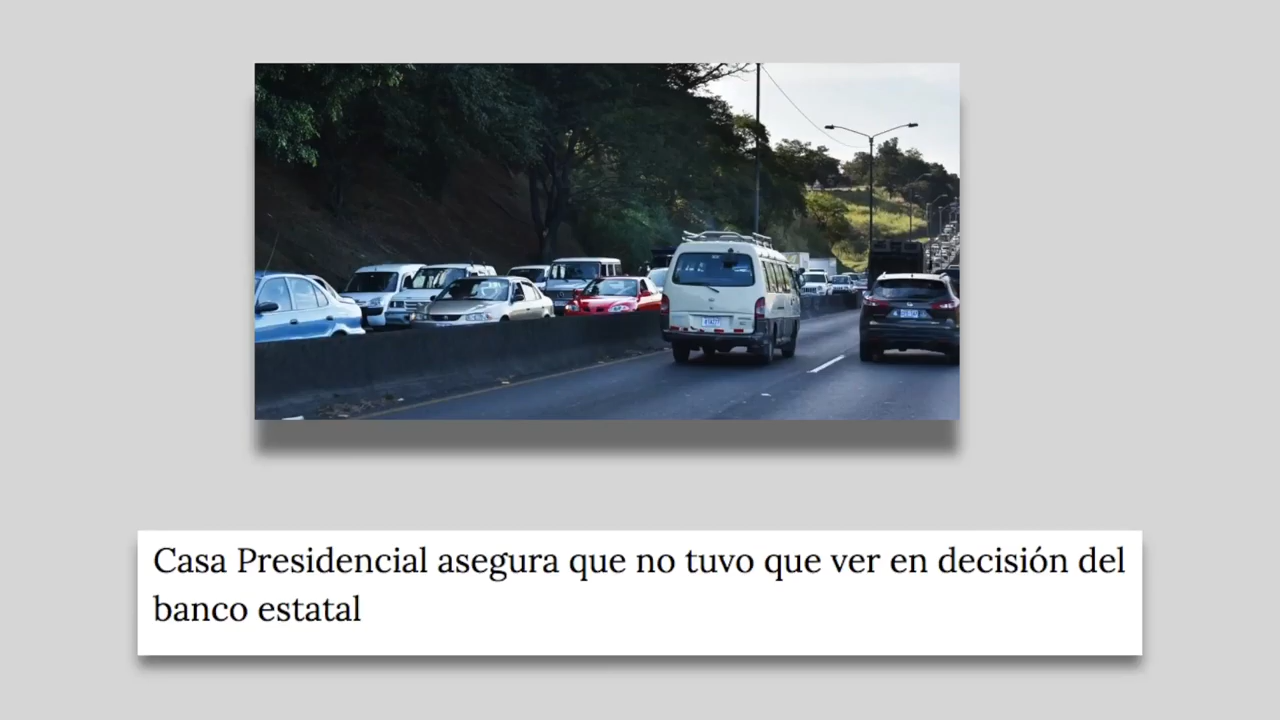 Casa Presidencial asegura que no tuvo que ver en decisión del
banco estatal